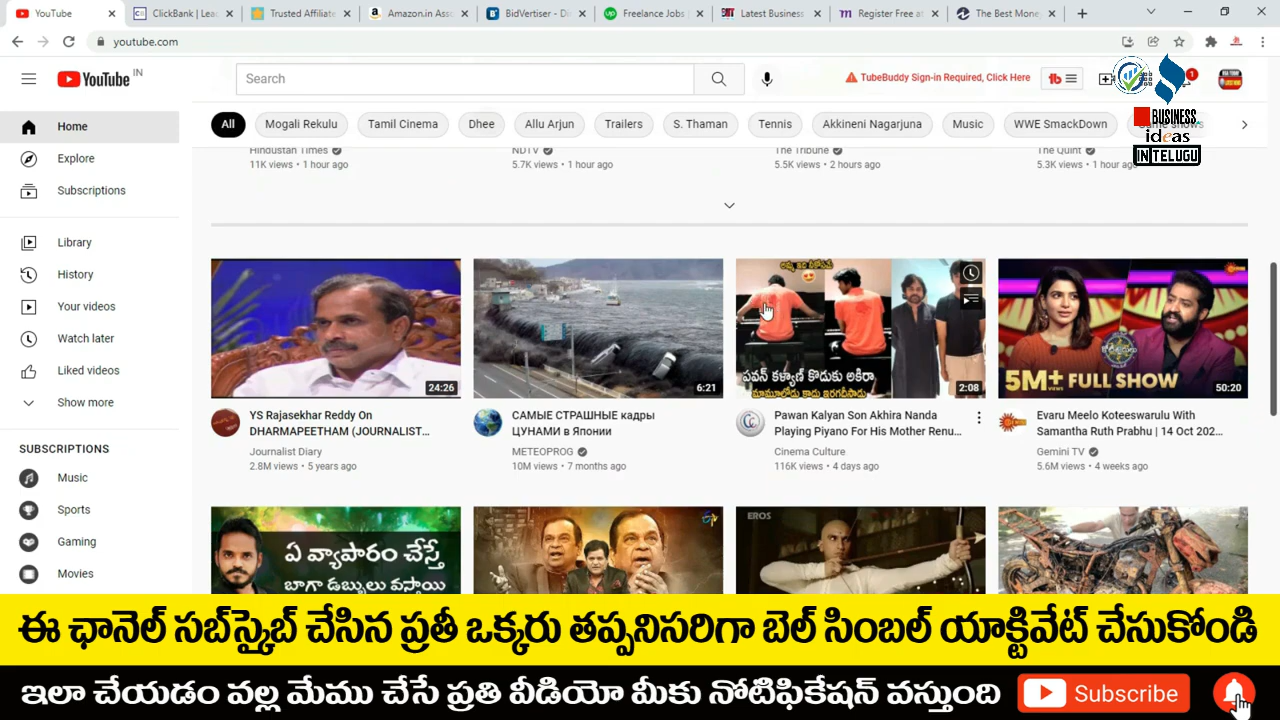 YouTube
ClickBank | Lea
Trusted Affiliate
Amazon.in Ass
BidVertiser - Di
Freelance Jobs
Latest Business
Register Free a
The Best Mone
youtube.com
YouTube IN
Search
TubeBuddy Sign-in Required, Click Here
tb
1
BUSINESS
ideas
IN TELUGU
Home
Explore
Subscriptions
Library
History
Your videos
Watch later
Liked videos
Show more
SUBSCRIPTIONS
Music
Sports
Gaming
Movies
All
Mogali Rekulu
Tamil Cinema
Dhee
Allu Arjun
Trailers
S. Thaman
Tennis
Akkineni Nagarjuna
Music
WWE SmackDown
Game shows
Hindustan Times
11K views • 1 hour ago
NDTV
5.7K views • 1 hour ago
The Tribune
5.5K views • 2 hours ago
The Quint
5.3K views • 1 hour ago
24:26
YS Rajasekhar Reddy On
DHARMAPEETHAM (JOURNALIST...
Journalist Diary
2.8M views • 5 years ago
6:21
САМЫЕ СТРАШНЫЕ кадры
ЦУНАМИ в Японии
METEOPROG
10M views • 7 months ago
పవన్ కళ్యాణ్ కొడుకు అకిరా
2:08
Pawan Kalyan Son Akhira Nanda
Playing Piyano For His Mother Renu...
Cinema Culture
116K views • 4 days ago
5M+ VIEWS FULL SHOW
50:20
Evaru Meelo Koteeswarulu With
Samantha Ruth Prabhu | 14 Oct 202...
Gemini TV
5.6M views • 4 weeks ago
ఏ వ్యాపారం చేస్తే
బాగా డబ్బులు వస్తాయి
ETV
EROS
ఈ ఛానెల్ సబ్‌స్క్రైబ్ చేసిన ప్రతీ ఒక్కరు తప్పనిసరిగా బెల్ సింబల్ యాక్టివేట్ చేసుకోండి
ఇలా చేయడం వల్ల మేము చేసే ప్రతి వీడియో మీకు నోటిఫికేషన్ వస్తుంది
Subscribe